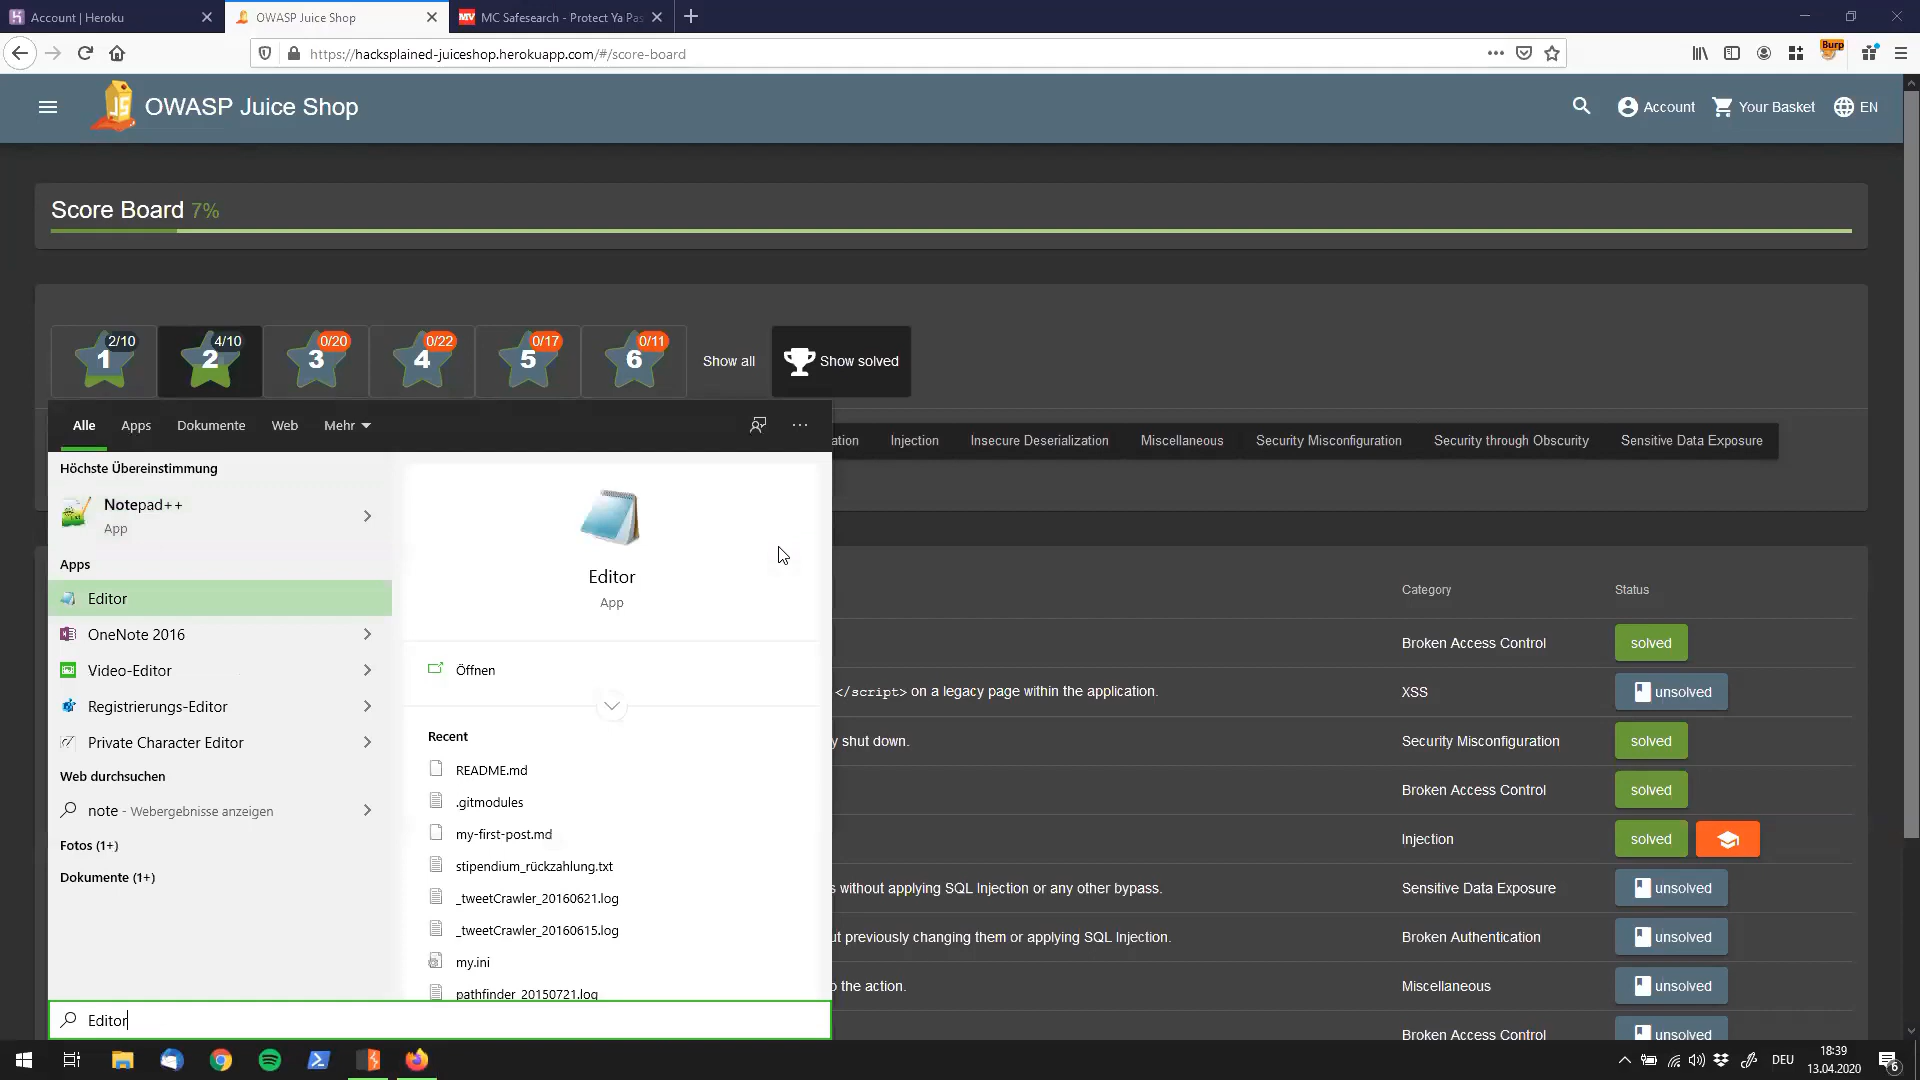 Account | Heroku
OWASP Juice Shop
MC Safesearch - Protect Ya Pas
https://hacksplained-juiceshop.herokuapp.com/#/score-board
Burp
OWASP Juice Shop
Account
Your Basket
EN
Score Board 7%
1 2/10
2 4/10
3 0/20
4 0/22
5 0/17
6 0/11
Show all
Show solved
Alle Apps Dokumente Web Mehr
ation
Injection
Insecure Deserialization
Miscellaneous
Security Misconfiguration
Security through Obscurity
Sensitive Data Exposure
Höchste Übereinstimmung
Notepad++
App
Apps
Editor
OneNote 2016
Video-Editor
Registrierungs-Editor
Private Character Editor
Web durchsuchen
note - Webergebnisse anzeigen
Fotos (1+)
Dokumente (1+)
Editor
App
Öffnen
Recent
README.md
.gitmodules
my-first-post.md
stipendium_rückzahlung.txt
_tweetCrawler_20160621.log
_tweetCrawler_20160615.log
my.ini
pathfinder_20150721.log
Editor
Category Status
Broken Access Control solved
</script> on a legacy page within the application. XSS unsolved
y shut down. Security Misconfiguration solved
Broken Access Control solved
Injection solved
s without applying SQL Injection or any other bypass. Sensitive Data Exposure unsolved
ut previously changing them or applying SQL Injection. Broken Authentication unsolved
o the action. Miscellaneous unsolved
Broken Access Control unsolved
DEU
18:39
13.04.2020
6